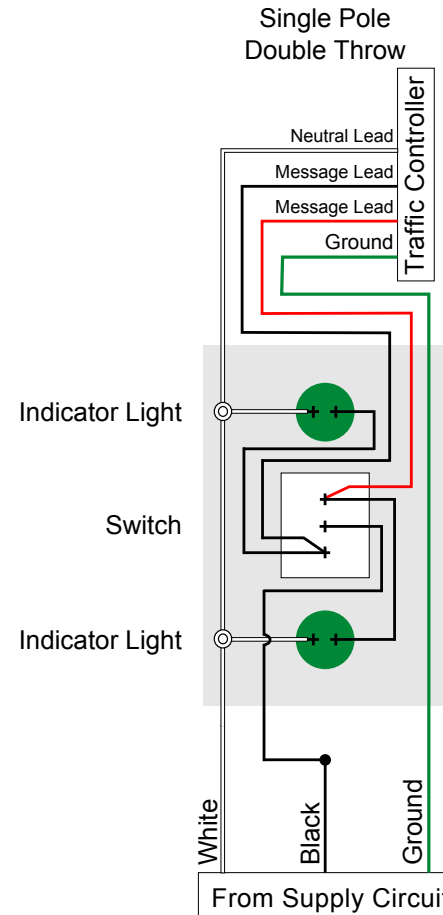 Single Pole
Double Throw
Neutral Lead
Message Lead
Message Lead
Ground
Traffic Controller
Indicator Light
Switch
Indicator Light
White
Black
Ground
From Supply Circuit